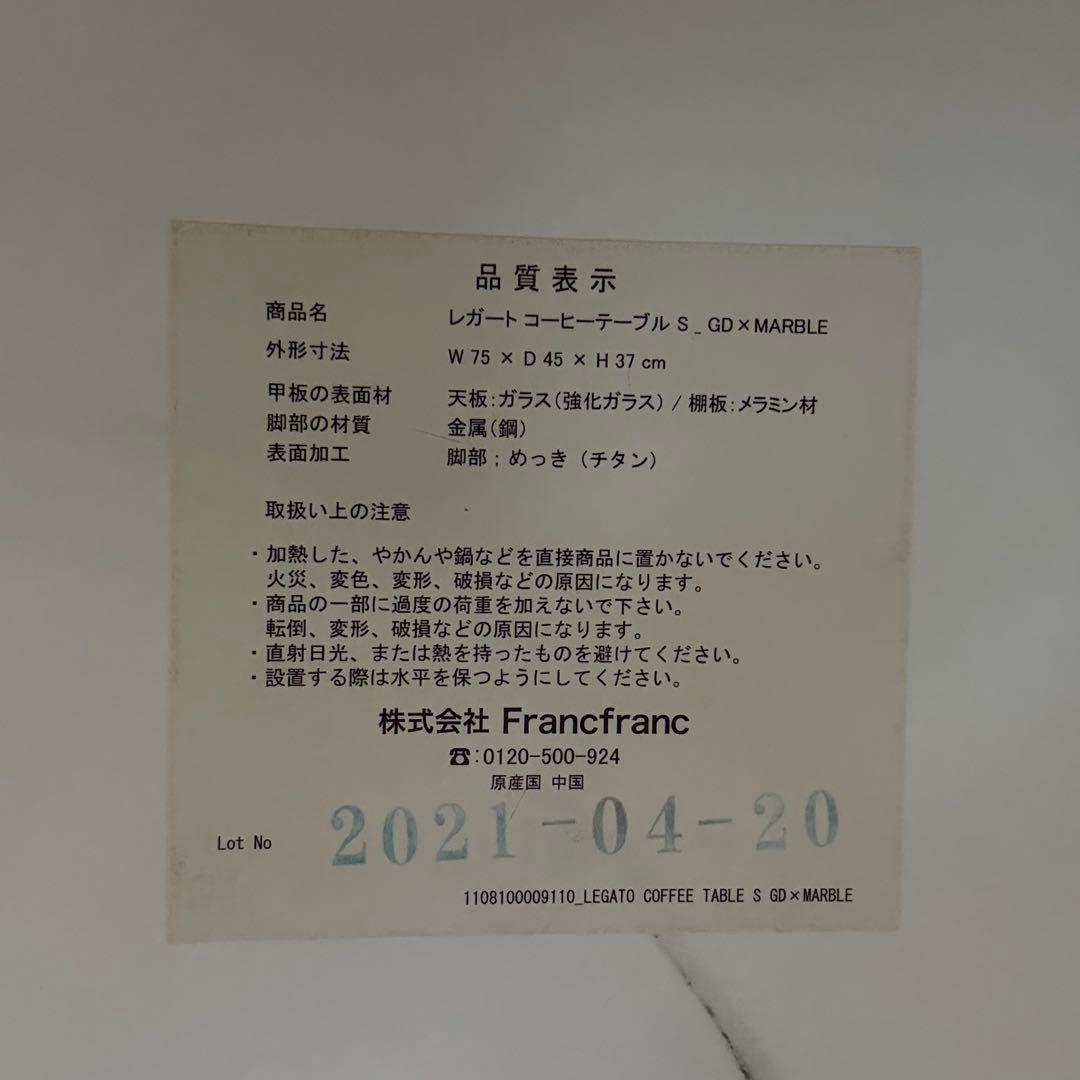 品質表示
商品名 レガート コーヒーテーブル S _ GD×MARBLE
外形寸法 W 75 × D 45 × H 37 cm
甲板の表面材 天板:ガラス(強化ガラス) / 棚板:メラミン材
脚部の材質 金属(鋼)
表面加工 脚部 ; めっき (チタン)
取扱い上の注意
・加熱した、やかんや鍋などを直接商品に置かないでください。
火災、変色、変形、破損などの原因になります。
・商品の一部に過度の荷重を加えないで下さい。
転倒、変形、破損などの原因になります。
・直射日光、または熱を持ったものを避けてください。
・設置する際は水平を保つようにしてください。
株式会社 Francfranc
☎:0120-500-924
原産国 中国
Lot No 2021-04-20
1108100009110_LEGATO COFFEE TABLE S GD×MARBLE